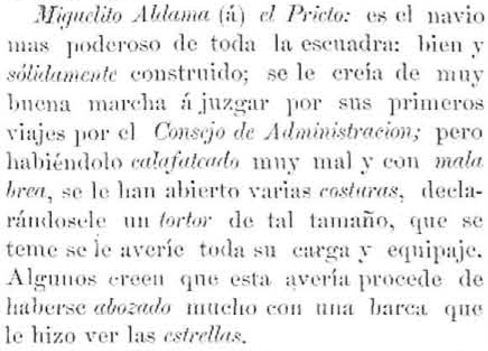 Miguelito Aldama (á) el Prieto: es el navio
mas poderoso de toda la escuadra: bien y
sólidamente construido; se le creía de muy
buena marcha á juzgar por sus primeros
viajes por el Consejo de Administracion; pero
habiéndolo calafateado muy mal y con mala
brea, se le han abierto varias costuras, decla-
rándosele un tortor de tal tamaño, que se
teme se le averíe toda su carga y equipaje.
Algunos creen que esta avería procede de
haberse abozado mucho con una barca que
le hizo ver las estrellas.